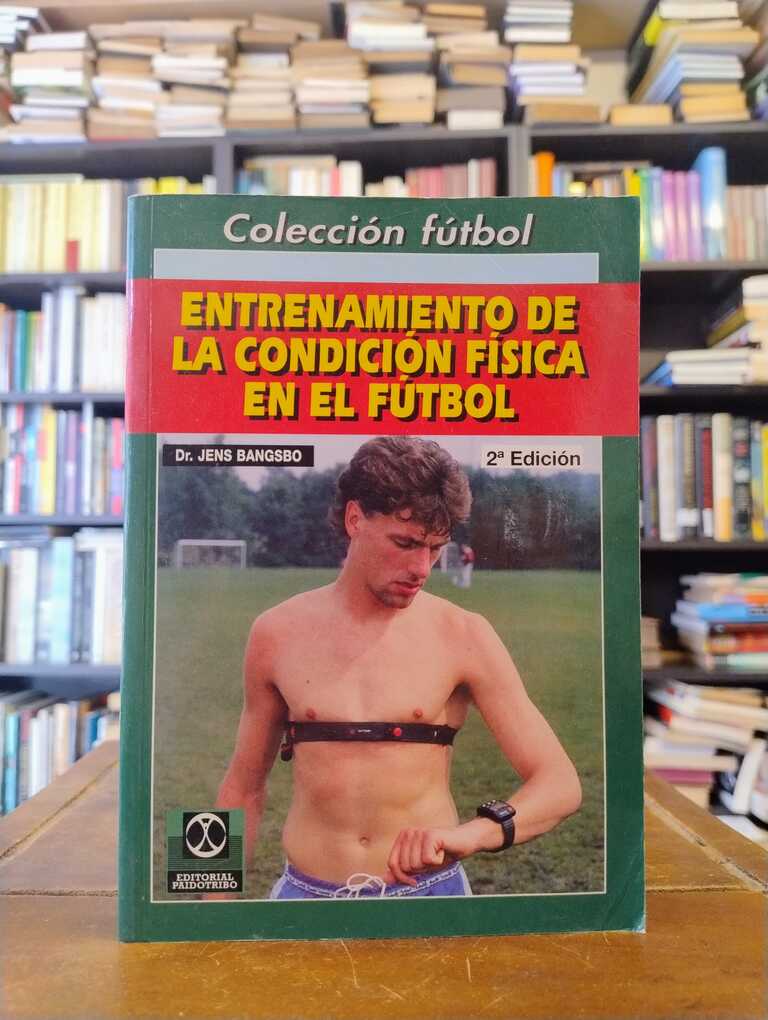 Colección fútbol
ENTRENAMIENTO DE
LA CONDICIÓN FÍSICA
EN EL FÚTBOL
Dr. JENS BANGSBO
2ª Edición
EDITORIAL
PAIDOTRIBO